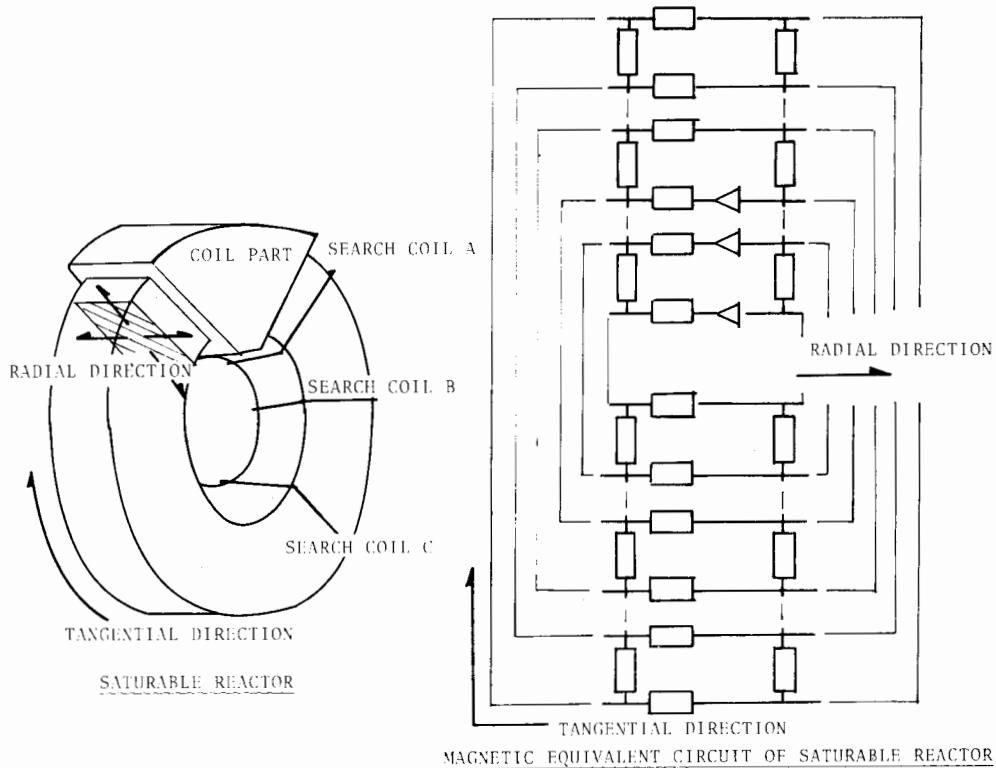 COIL PART
SEARCH COIL A
RADIAL DIRECTION
SEARCH COIL B
SEARCH COIL C
TANGENTIAL DIRECTION
SATURABLE REACTOR
RADIAL DIRECTION
TANGENTIAL DIRECTION
MAGNETIC EQUIVALENT CIRCUIT OF SATURABLE REACTOR